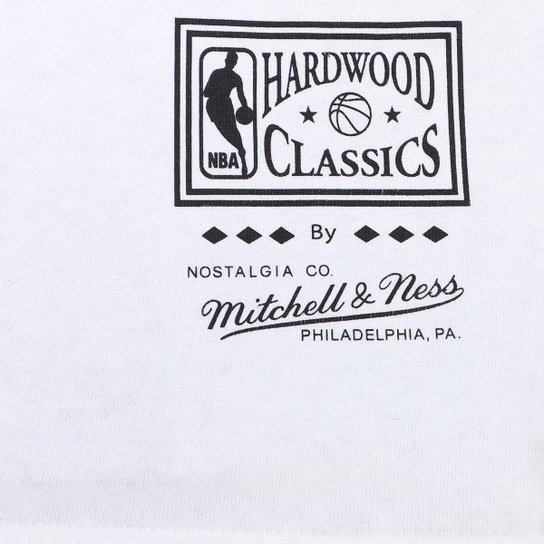 HARDWOOD
CLASSICS
NBA
By
NOSTALGIA CO.
Mitchell & Ness
PHILADELPHIA, PA.